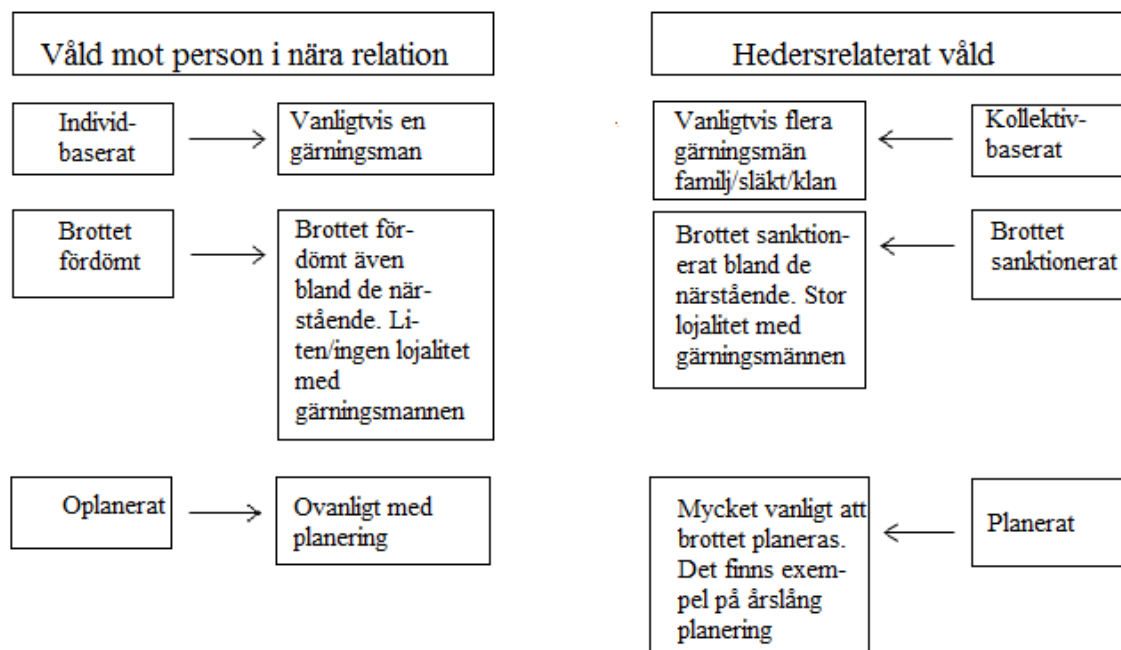 Våld mot person i nära relation
Hedersrelaterat våld
Individ-
baserat
Vanligtvis en
gärningsman
Vanligtvis flera
gärningsmän
familj/släkt/klan
Kollektiv-
baserat
Brottet
fördömt
Brottet för-
dömt även
bland de när-
stående. Li-
ten/ingen lojalitet
med
gärningsmannen
Brottet sanktion-
erat bland de
närstående. Stor
lojalitet med
gärningsmännen
Brottet
sanktionerat
Oplanerat
Ovanligt med
planering
Mycket vanligt att
brottet planeras.
Det finns exem-
pel på årslång
planering
Planerat